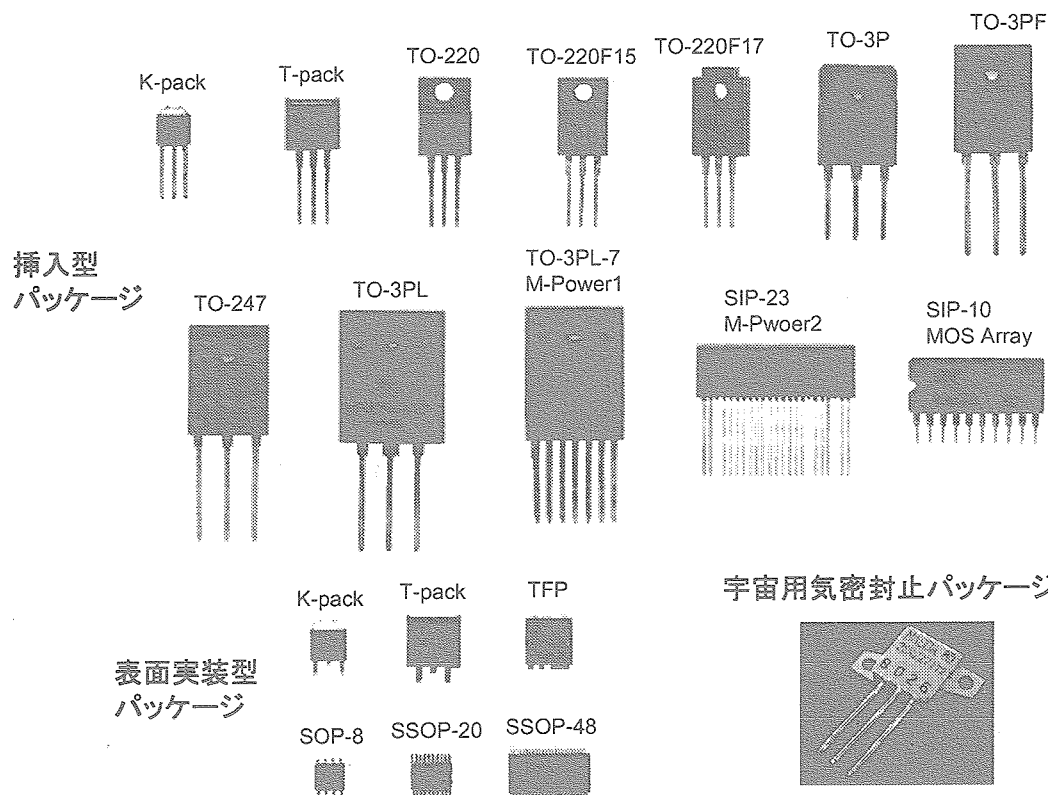 K-pack
T-pack
TO-220
TO-220F15
TO-220F17
TO-3P
TO-3PF
挿入型
パッケージ
TO-247
TO-3PL
TO-3PL-7
M-Power1
SIP-23
M-Pwoer2
SIP-10
MOS Array
表面実装型
パッケージ
K-pack
T-pack
TFP
SOP-8
SSOP-20
SSOP-48
宇宙用気密封止パッケージ
8026